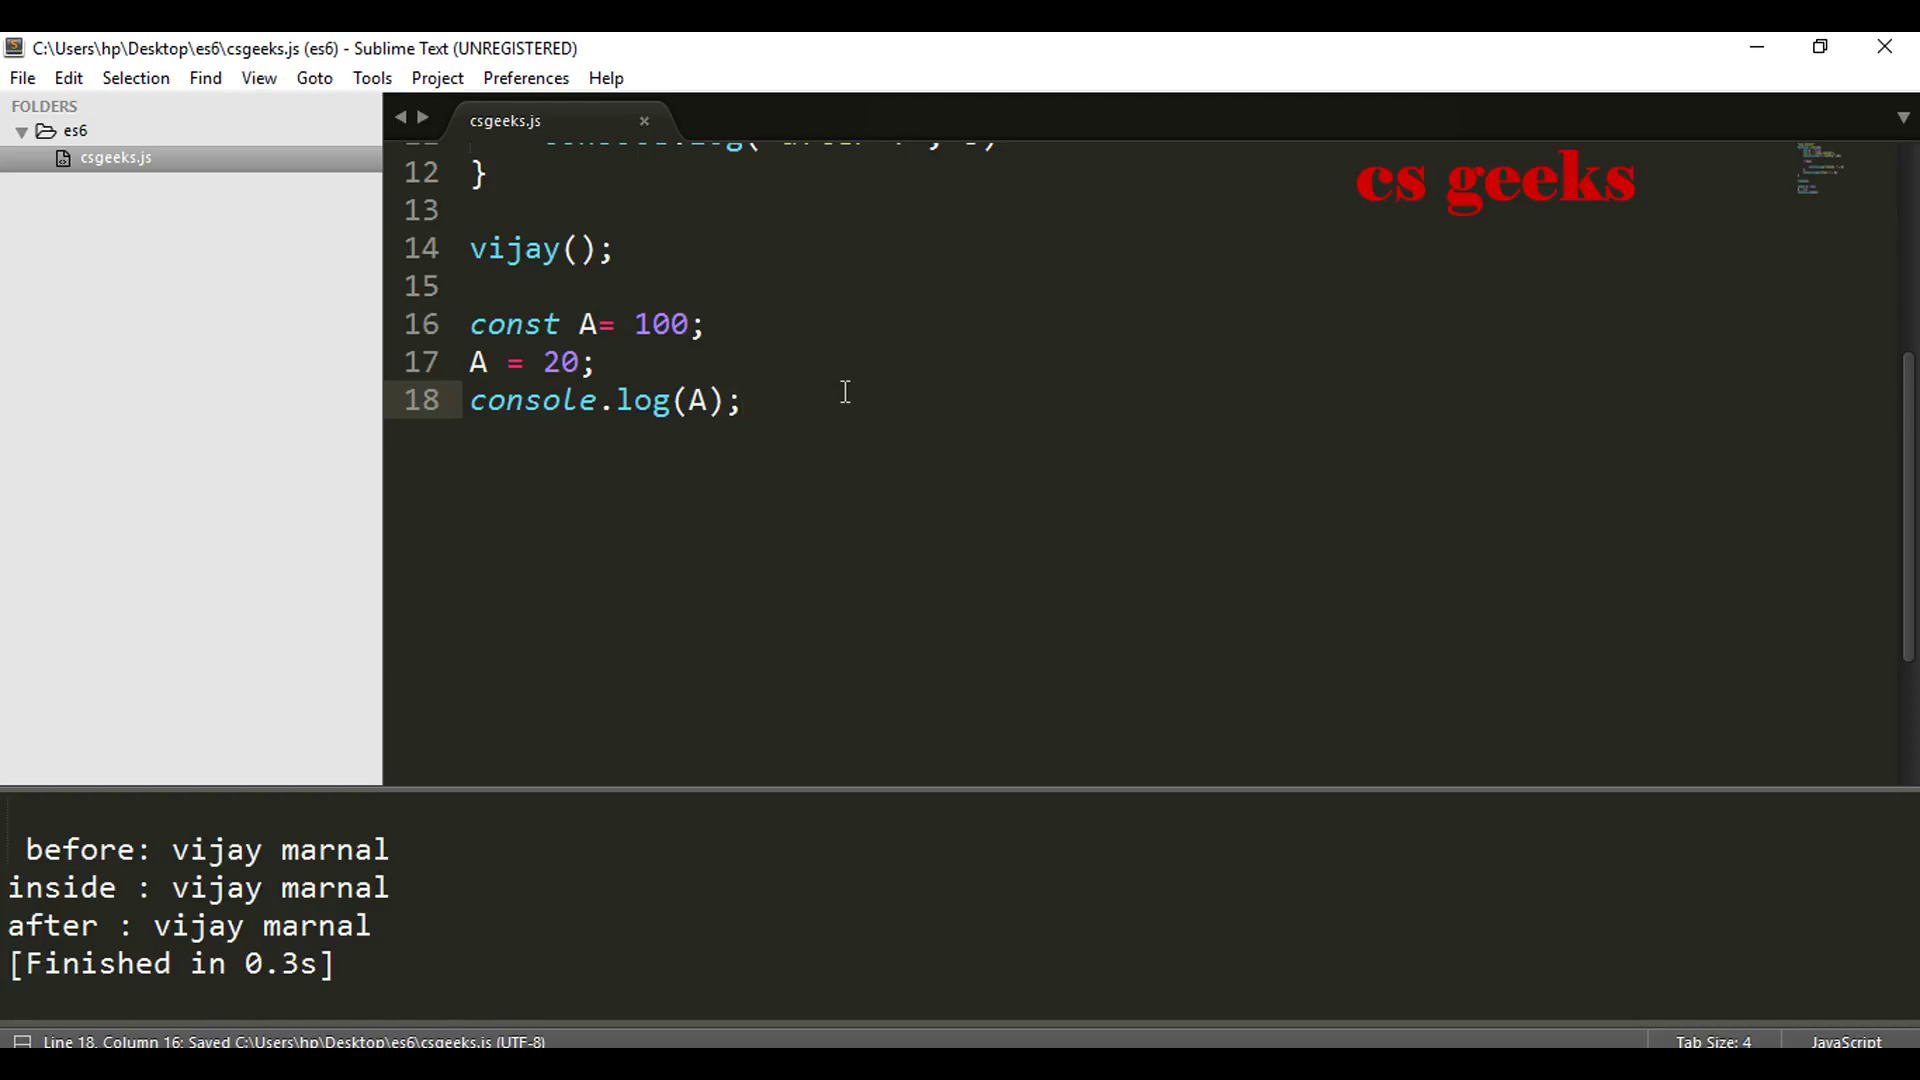 C:\Users\hp\Desktop\es6\csgeeks.js (es6) - Sublime Text (UNREGISTERED)
File Edit Selection Find View Goto Tools Project Preferences Help
FOLDERS
es6
csgeeks.js
csgeeks.js ×
12 }
cs geeks
13
14 vijay();
15
16 const A= 100;
17 A = 20;
18 console.log(A);
before: vijay marnal
inside : vijay marnal
after : vijay marnal
[Finished in 0.3s]
Line 18, Column 16; Saved C:\Users\hp\Desktop\es6\csgeeks.js (UTF-8) Tab Size: 4 JavaScript